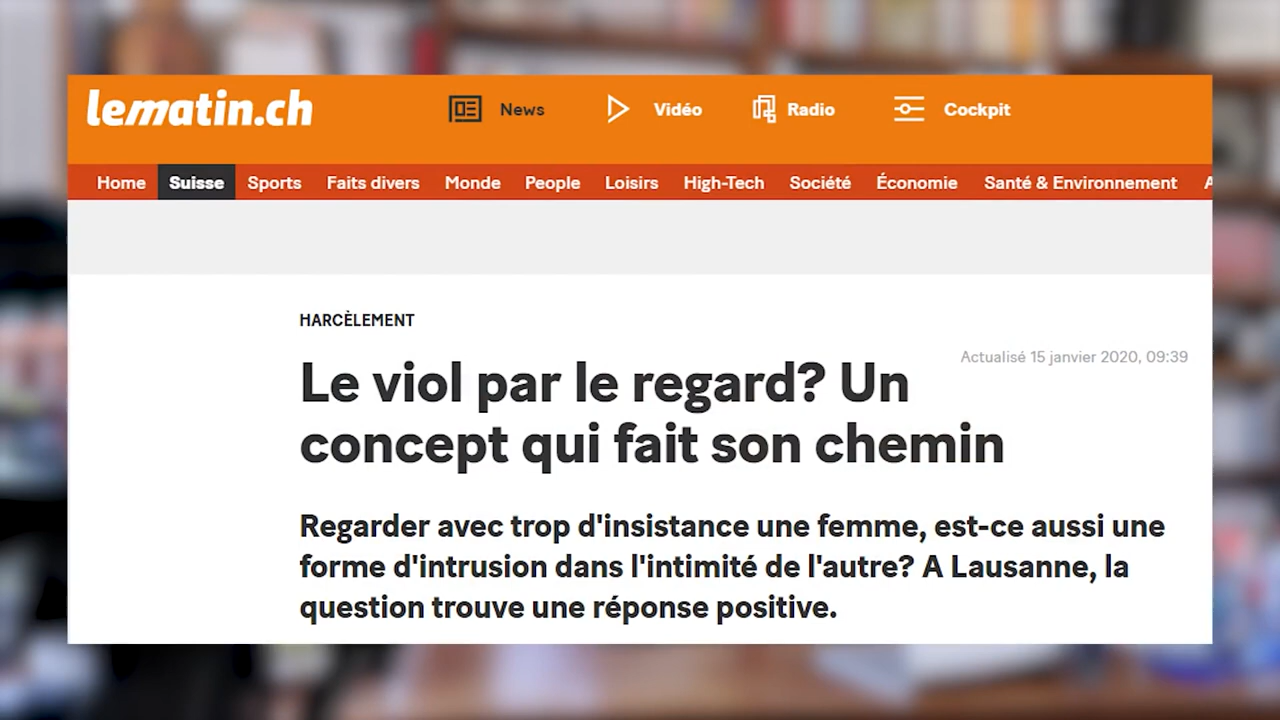 lematin.ch
News Vidéo Radio Cockpit
Home Suisse Sports Faits divers Monde People Loisirs High-Tech Société Économie Santé & Environnement A
HARCÈLEMENT
Actualisé 15 janvier 2020, 09:39
Le viol par le regard? Un
concept qui fait son chemin
Regarder avec trop d'insistance une femme, est-ce aussi une
forme d'intrusion dans l'intimité de l'autre? A Lausanne, la
question trouve une réponse positive.